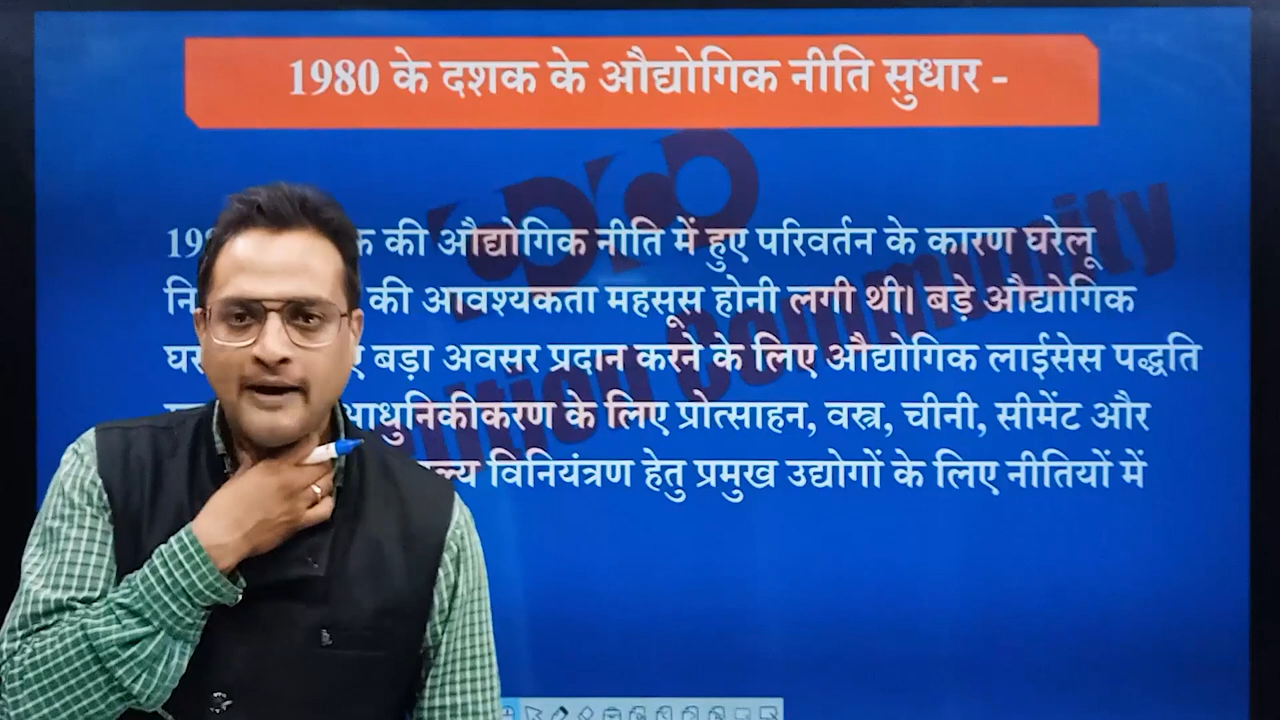 1980 के दशक के औद्योगिक नीति सुधार -
की औद्योगिक नीति में हुए परिवर्तन के कारण घरेलू
की आवश्यकता महसूस होनी लगी थी। बड़े औद्योगिक
बड़ा अवसर प्रदान करने के लिए औद्योगिक लाईसेस पद्धति
आधुनिकीकरण के लिए प्रोत्साहन, वस्त्र, चीनी, सीमेंट और
विनियंत्रण हेतु प्रमुख उद्योगों के लिए नीतियों में
Community